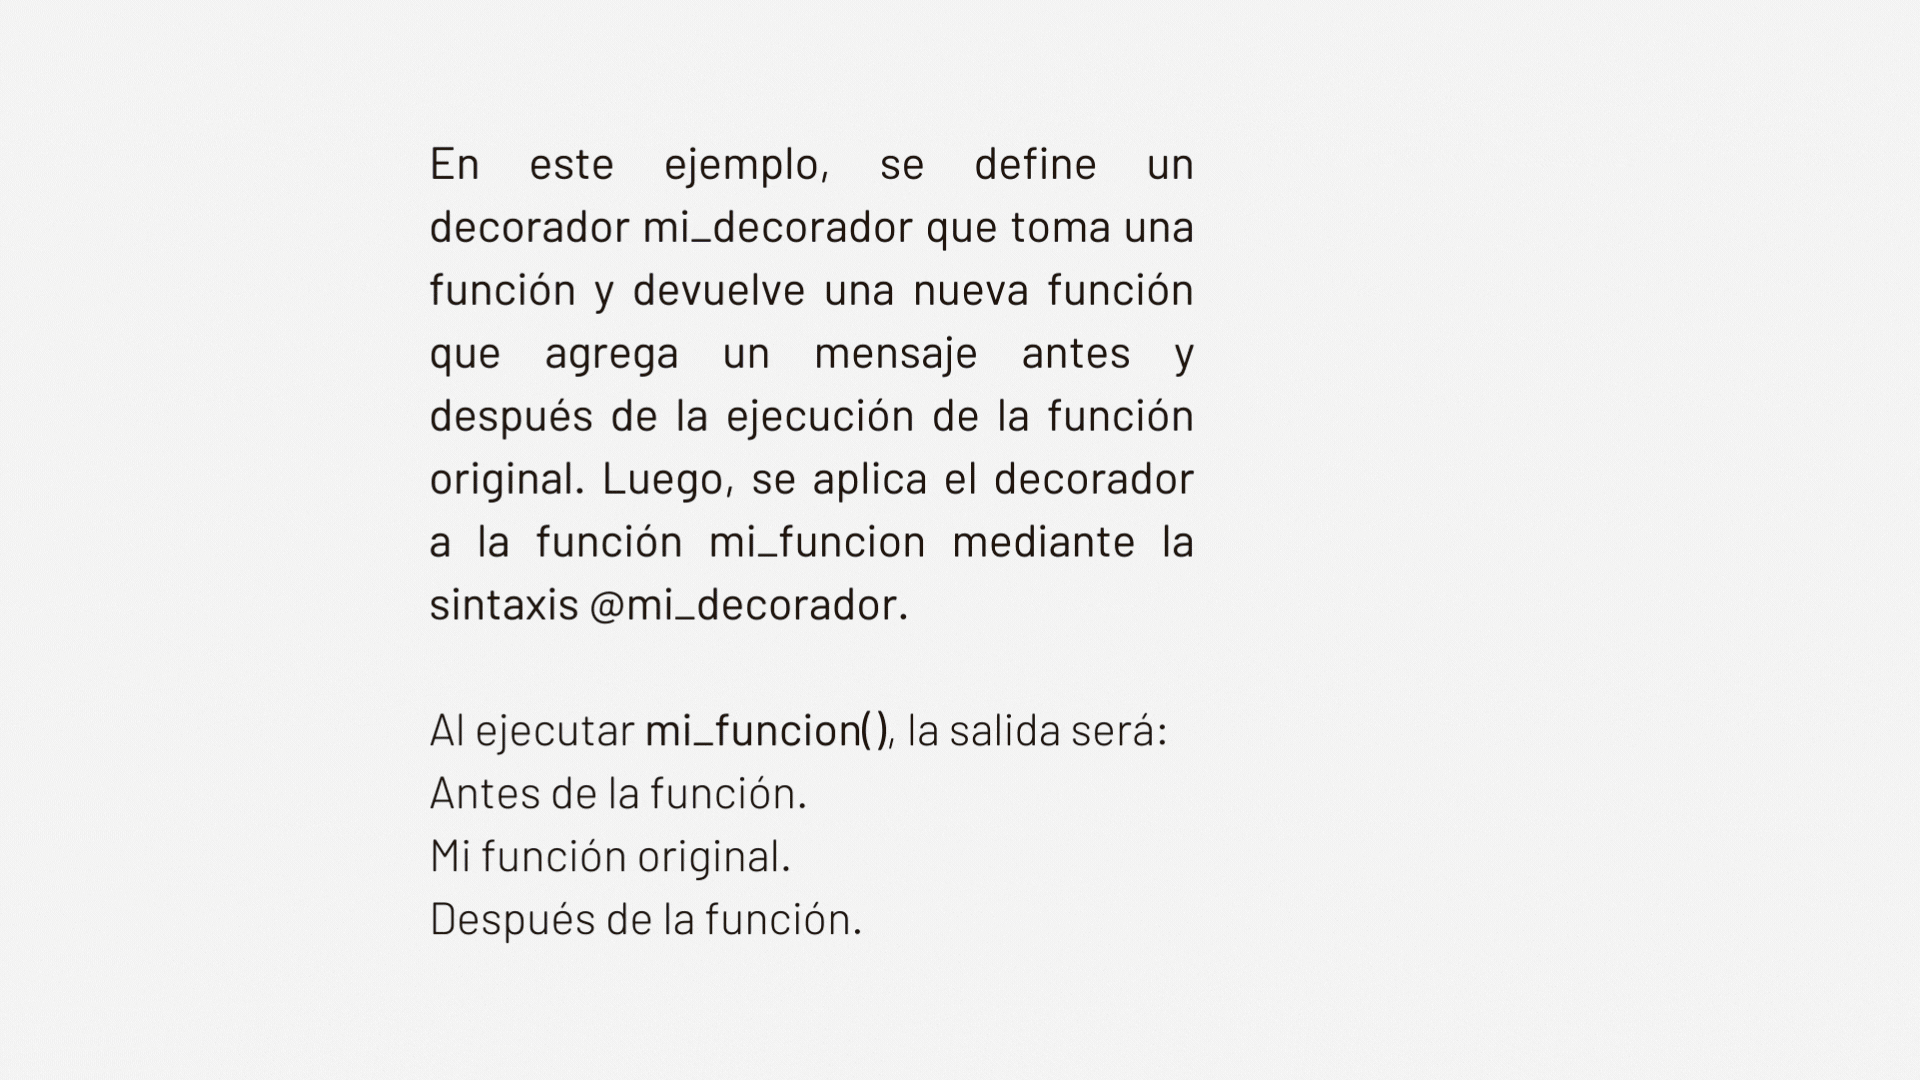 En este ejemplo, se define un
decorador mi_decorador que toma una
función y devuelve una nueva función
que agrega un mensaje antes y
después de la ejecución de la función
original. Luego, se aplica el decorador
a la función mi_funcion mediante la
sintaxis @mi_decorador.
Al ejecutar mi_funcion(), la salida será:
Antes de la función.
Mi función original.
Después de la función.